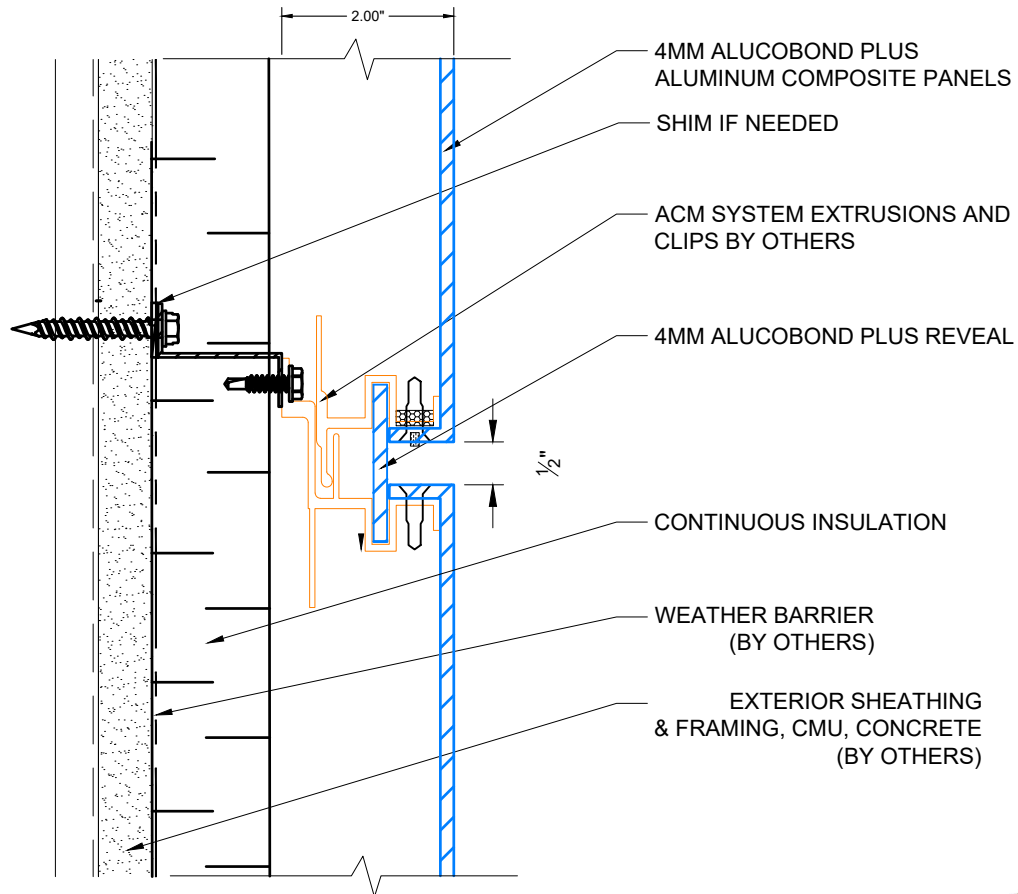 2.00"
4MM ALUCOBOND PLUS
ALUMINUM COMPOSITE PANELS
SHIM IF NEEDED
ACM SYSTEM EXTRUSIONS AND
CLIPS BY OTHERS
4MM ALUCOBOND PLUS REVEAL
½"
CONTINUOUS INSULATION
WEATHER BARRIER
(BY OTHERS)
EXTERIOR SHEATHING
& FRAMING, CMU, CONCRETE
(BY OTHERS)